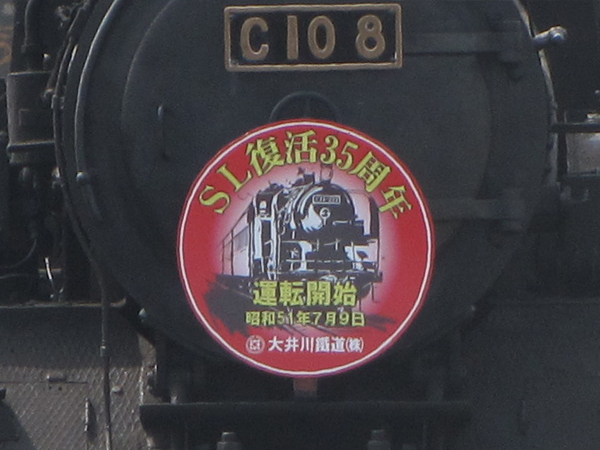 C10 8
SL復活35周年
運転開始
昭和51年7月9日
大井川鐵道(株)